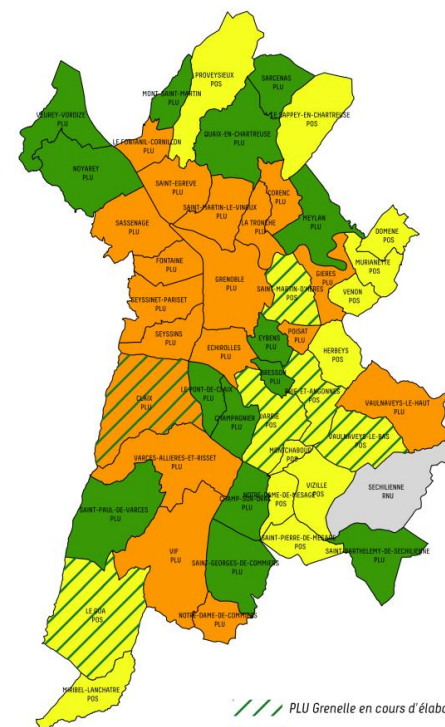 PROVEYSIEUX
POS
SARCENAS
PLU
MONT-SAINT-MARTIN
PLU
LE SAPPEY-EN-CHARTREUSE
POS
VEUREY-VOROIZE
PLU
QUAIX-EN-CHARTREUSE
PLU
LE FONTANIL-CORNILLON
PLU
NOYAREY
PLU
SAINT-EGREVE
PLU
CORENC
PLU
SAINT-MARTIN-LE-VINOUX
PLU
MEYLAN
PLU
SASSENAGE
PLU
LA TRONCHE
PLU
DOMENE
POS
FONTAINE
PLU
MURIANETTE
POS
GRENOBLE
PLU
GIERES
PLU
SAINT-MARTIN-D'HERES
POS
VENON
POS
SEYSSINET-PARISET
PLU
SEYSSINS
PLU
ECHIROLLES
PLU
EYBENS
PLU
POISAT
PLU
HERBEYS
POS
BRESSON
PLU
CLAIX
PLU
LE PONT-DE-CLAIX
PLU
BRIE-ET-ANGONNES
POS
VAULNAVEYS-LE-HAUT
PLU
CHAMPAGNIER
PLU
JARRIE
POS
VAULNAVEYS-LE-BAS
POS
MONTCHABOUD
POS
VARCES-ALLIERES-ET-RISSET
PLU
VIZILLE
POS
SECHILIENNE
RNU
CHAMP-SUR-DRAC
PLU
NOTRE-DAME-DE-MESAGE
POS
SAINT-PAUL-DE-VARCES
PLU
SAINT-PIERRE-DE-MESAGE
POS
VIF
PLU
SAINT-BARTHELEMY-DE-SECHILIENNE
PLU
SAINT-GEORGES-DE-COMMIERS
PLU
LE GUA
POS
NOTRE-DAME-DE-COMMIERS
PLU
MIRIBEL-LANCHATRE
POS
PLU Grenelle en cours d'élabo